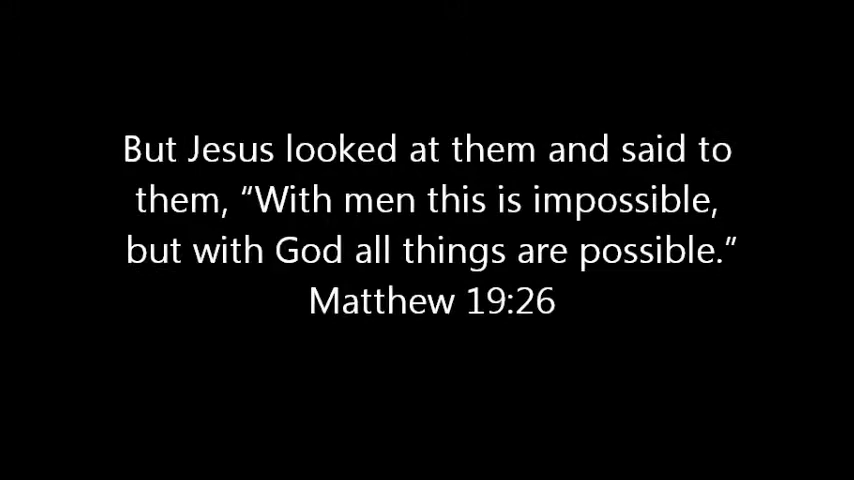 But Jesus looked at them and said to
them, “With men this is impossible,
but with God all things are possible.”
Matthew 19:26